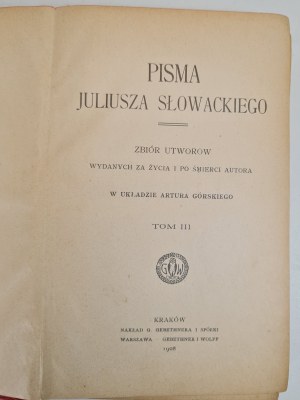 PISMA
JULIUSZA SŁOWACKIEGO
ZBIÓR UTWORÓW
WYDANYCH ZA ŻYCIA I PO ŚMIERCI AUTORA
W UKŁADZIE ARTURA GÓRSKIEGO
TOM III
G W
KRAKÓW
NAKŁAD G. GEBETHNERA I SPÓŁKI
WARSZAWA GEBETHNER I WOLFF
1908